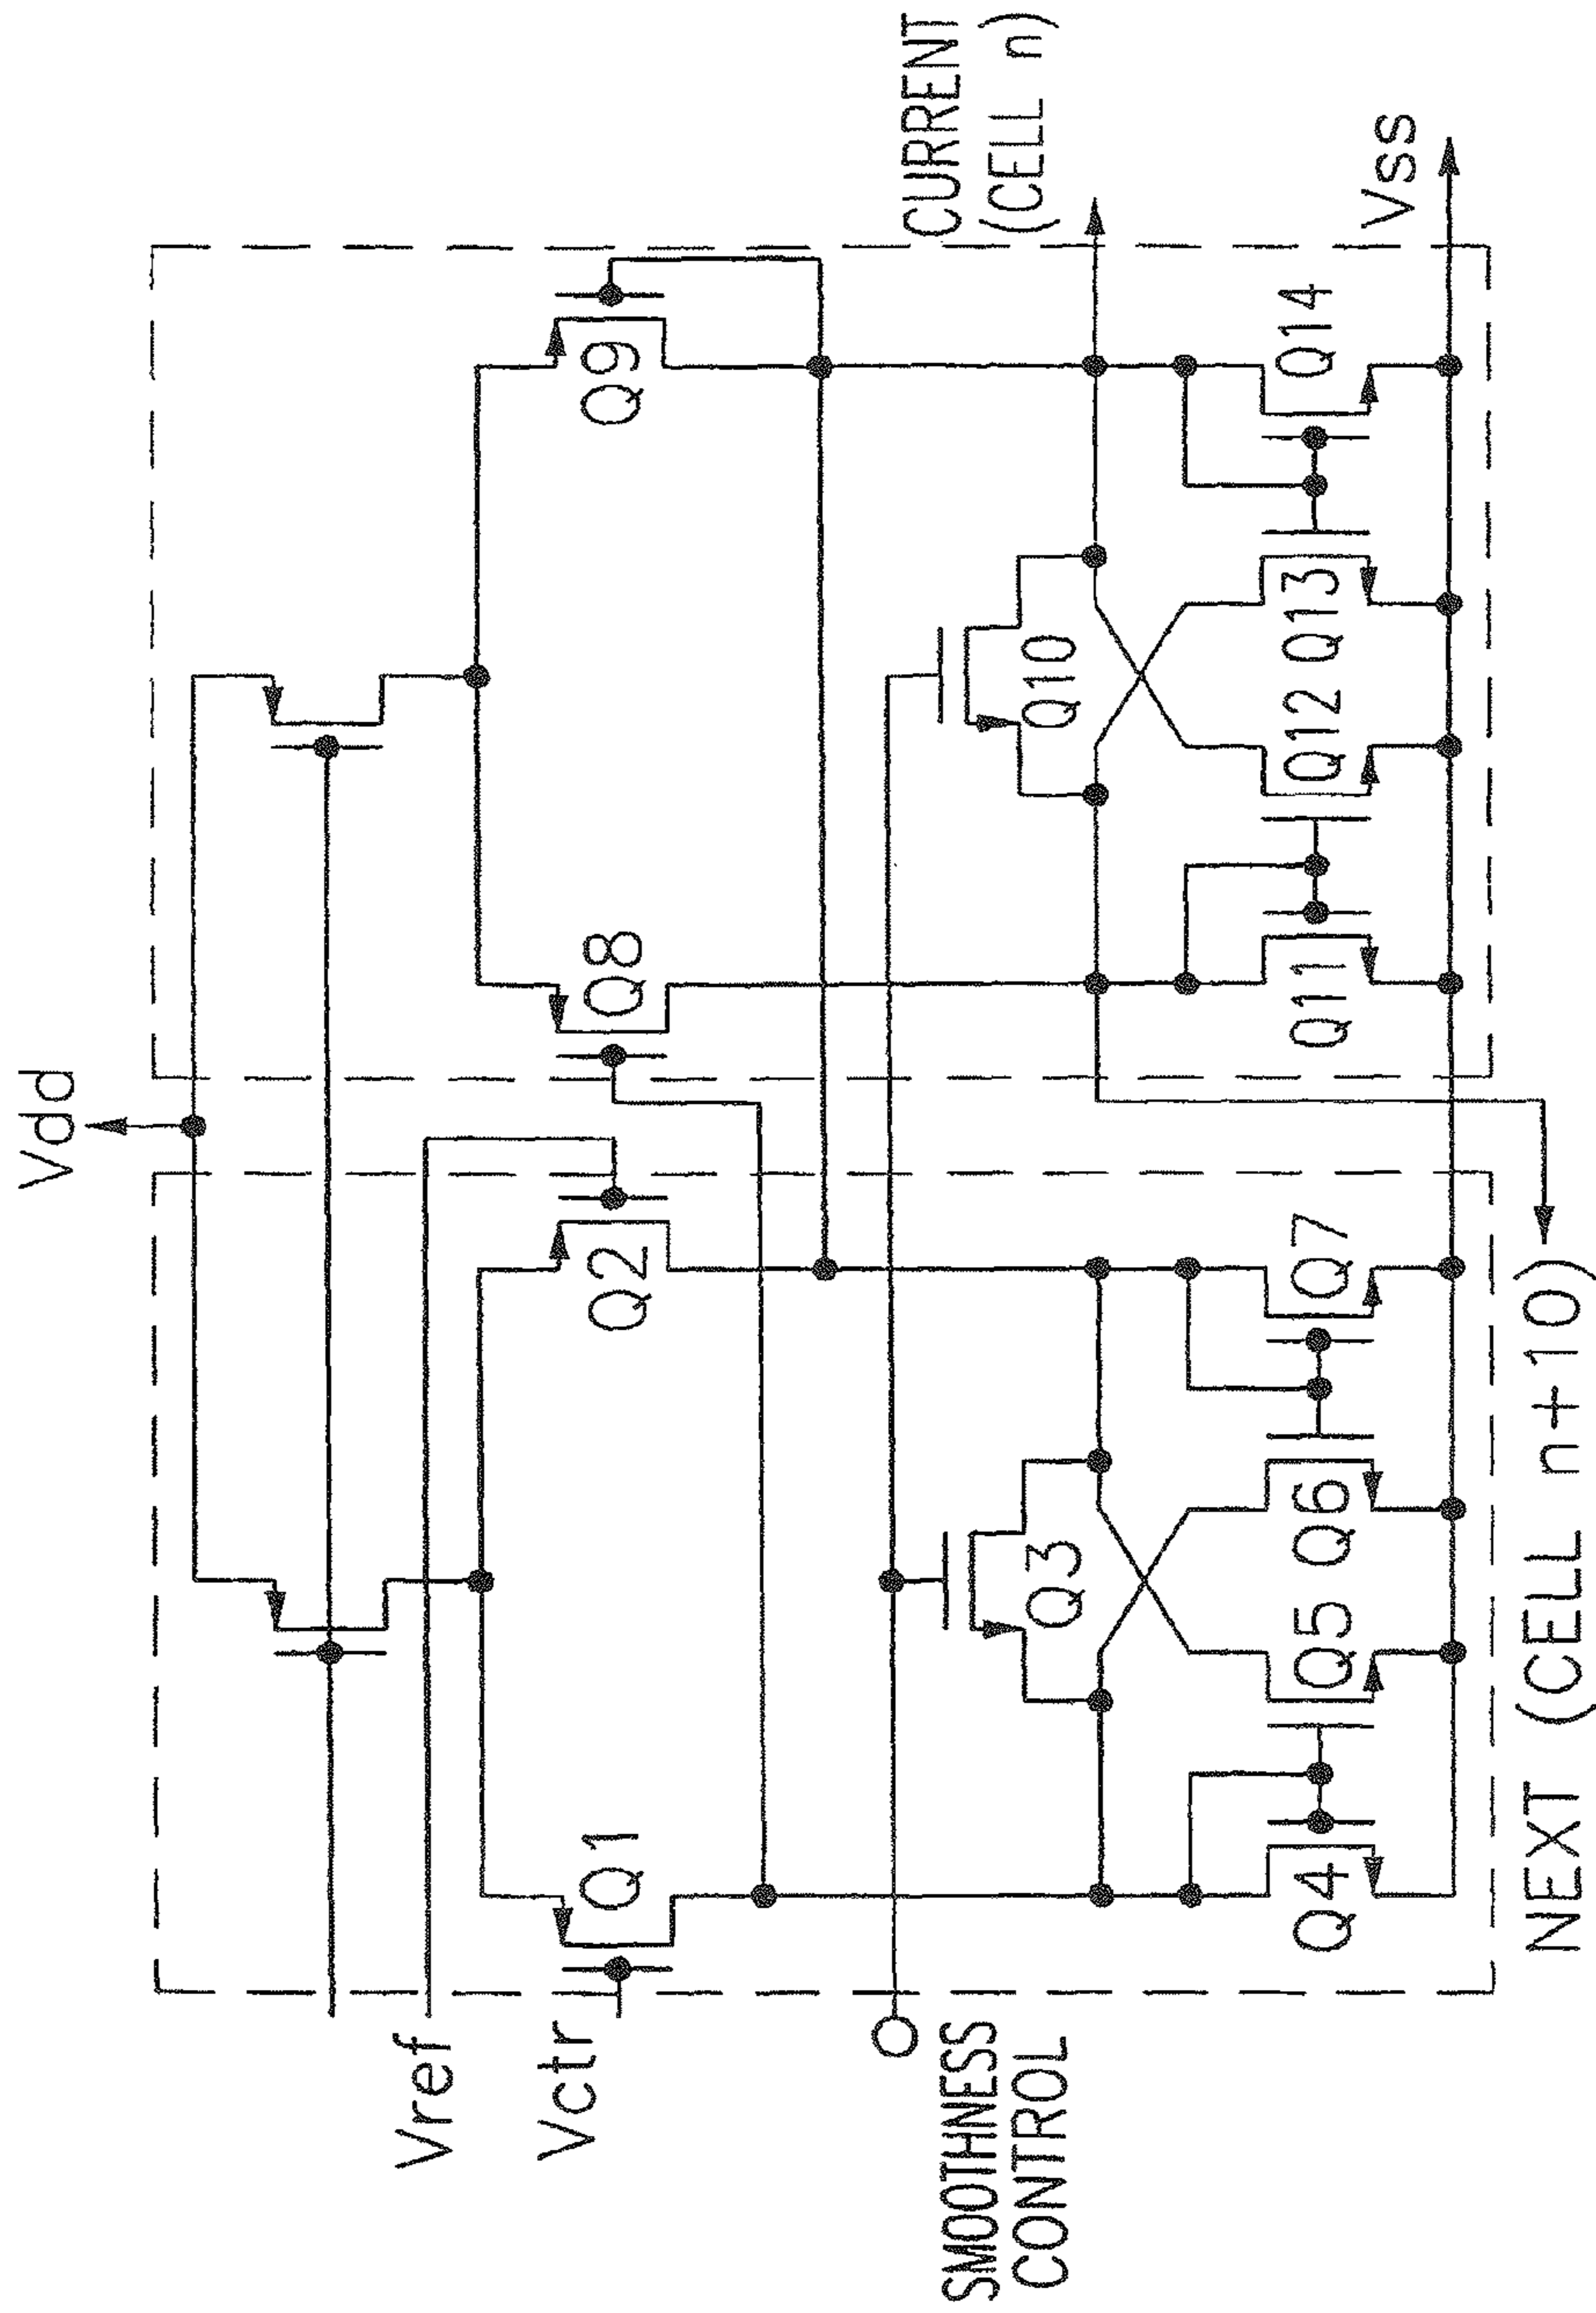 Vdd
Vref
Vctr
SMOOTHNESS
CONTROL
Q1
Q2
Q8
Q9
Q3
Q10
CURRENT
(CELL n)
Q4
Q5
Q6
Q7
Q11
Q12
Q13
Q14
Vss
NEXT (CELL n+10)